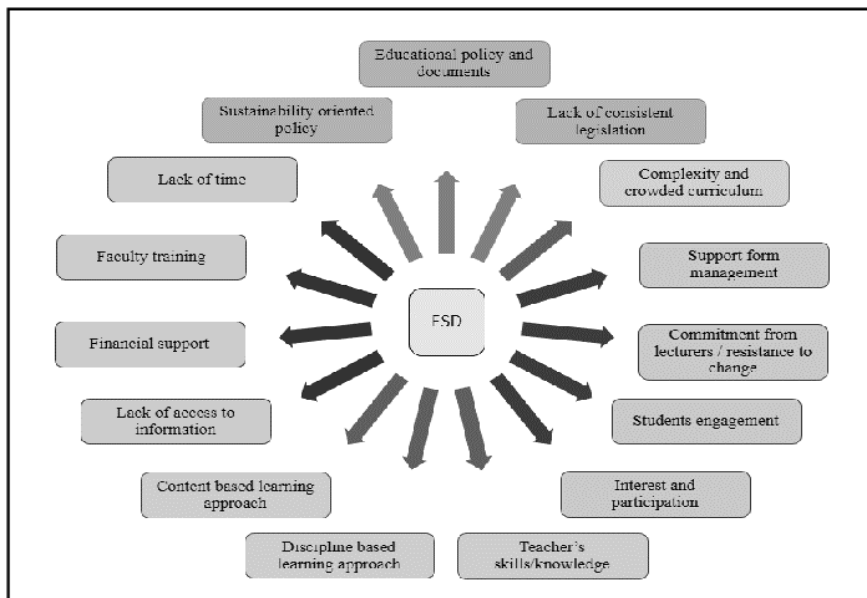 Educational policy and
documents
Sustainability oriented
policy
Lack of consistent
legislation
Lack of time
Complexity and
crowded curriculum
Faculty training
Support form
management
ESD
Financial support
Commitment from
lecturers / resistance to
change
Lack of access to
information
Students engagement
Content based learning
approach
Interest and
participation
Discipline based
learning approach
Teacher's
skills/knowledge